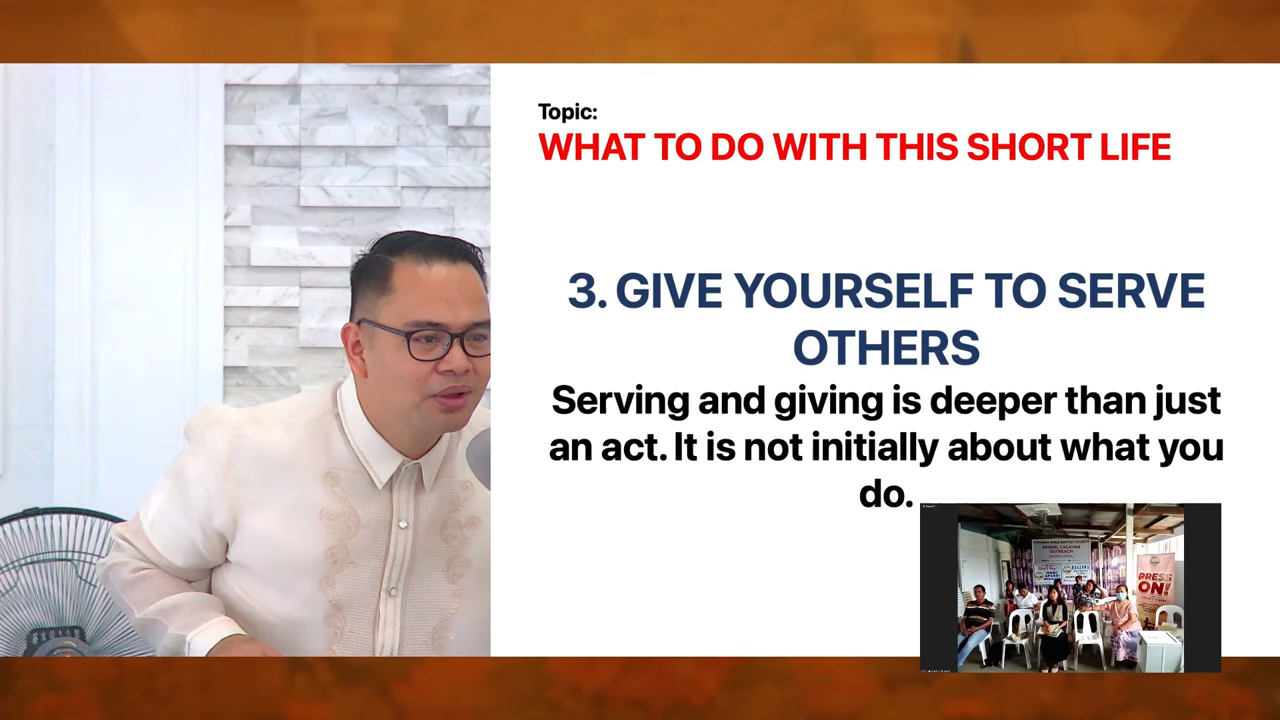 Topic:
WHAT TO DO WITH THIS SHORT LIFE
3. GIVE YOURSELF TO SERVE
OTHERS
Serving and giving is deeper than just
an act. It is not initially about what you
do.
OUTREACH
PRESS
ON!